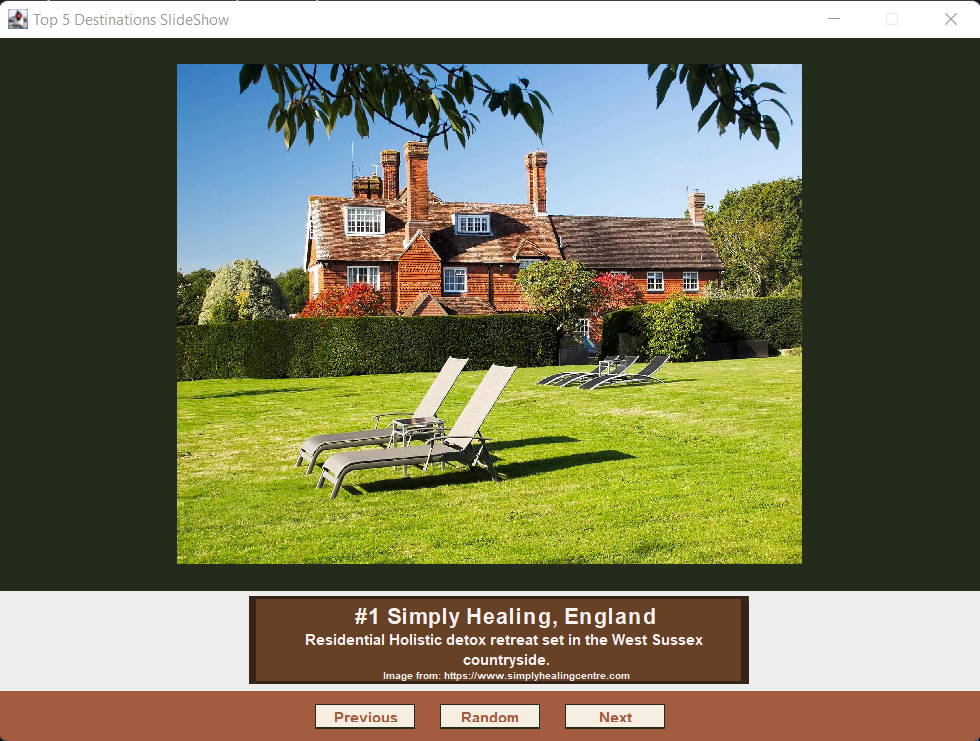 Top 5 Destinations SlideShow
#1 Simply Healing, England
Residential Holistic detox retreat set in the West Sussex
countryside.
Image from: https://www.simplyhealingcentre.com
Previous Random Next